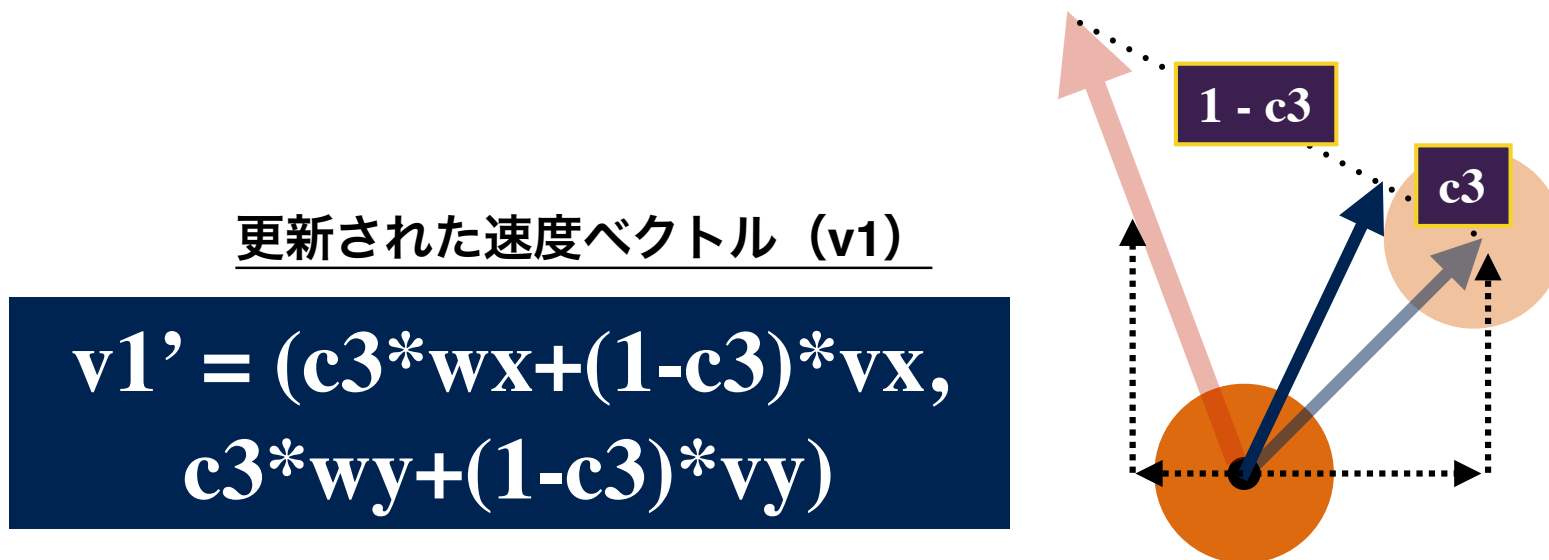 1 - c3
c3
更新された速度ベクトル（v1）
v1’ = (c3*wx+(1-c3)*vx,
c3*wy+(1-c3)*vy)